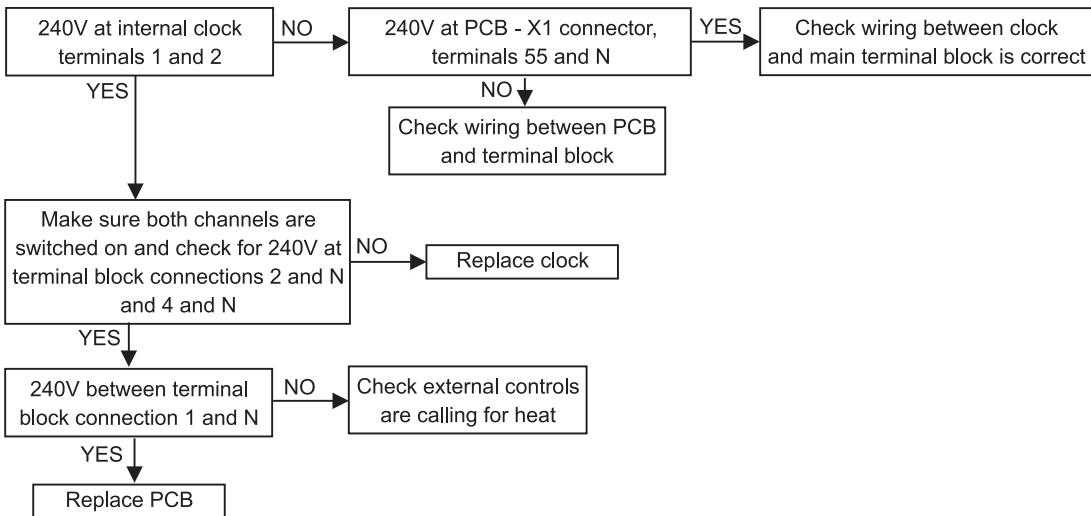 240V at internal clock
terminals 1 and 2
NO
240V at PCB - X1 connector,
terminals 55 and N
YES
Check wiring between clock
and main terminal block is correct
YES
NO
Check wiring between PCB
and terminal block
Make sure both channels are
switched on and check for 240V at
terminal block connections 2 and N
and 4 and N
NO
Replace clock
YES
240V between terminal
block connection 1 and N
NO
Check external controls
are calling for heat
YES
Replace PCB